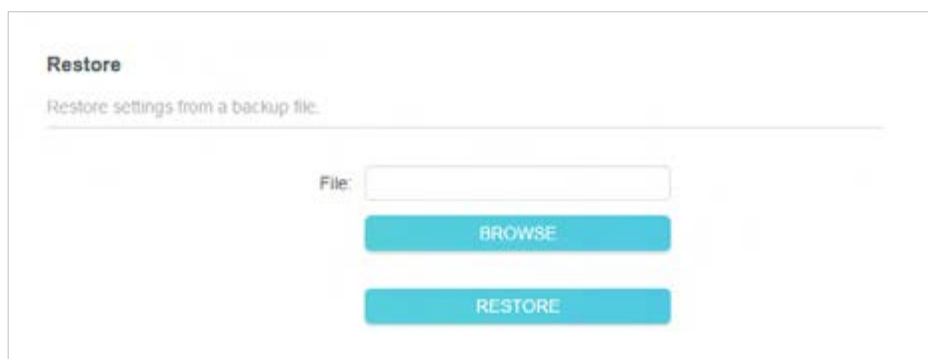 Restore
Restore settings from a backup file.
File:
BROWSE
RESTORE